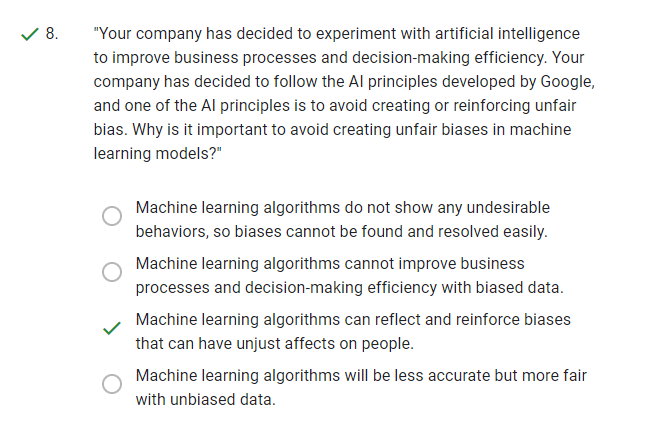 8. "Your company has decided to experiment with artificial intelligence
to improve business processes and decision-making efficiency. Your
company has decided to follow the AI principles developed by Google,
and one of the AI principles is to avoid creating or reinforcing unfair
bias. Why is it important to avoid creating unfair biases in machine
learning models?"
Machine learning algorithms do not show any undesirable
behaviors, so biases cannot be found and resolved easily.
Machine learning algorithms cannot improve business
processes and decision-making efficiency with biased data.
Machine learning algorithms can reflect and reinforce biases
that can have unjust affects on people.
Machine learning algorithms will be less accurate but more fair
with unbiased data.